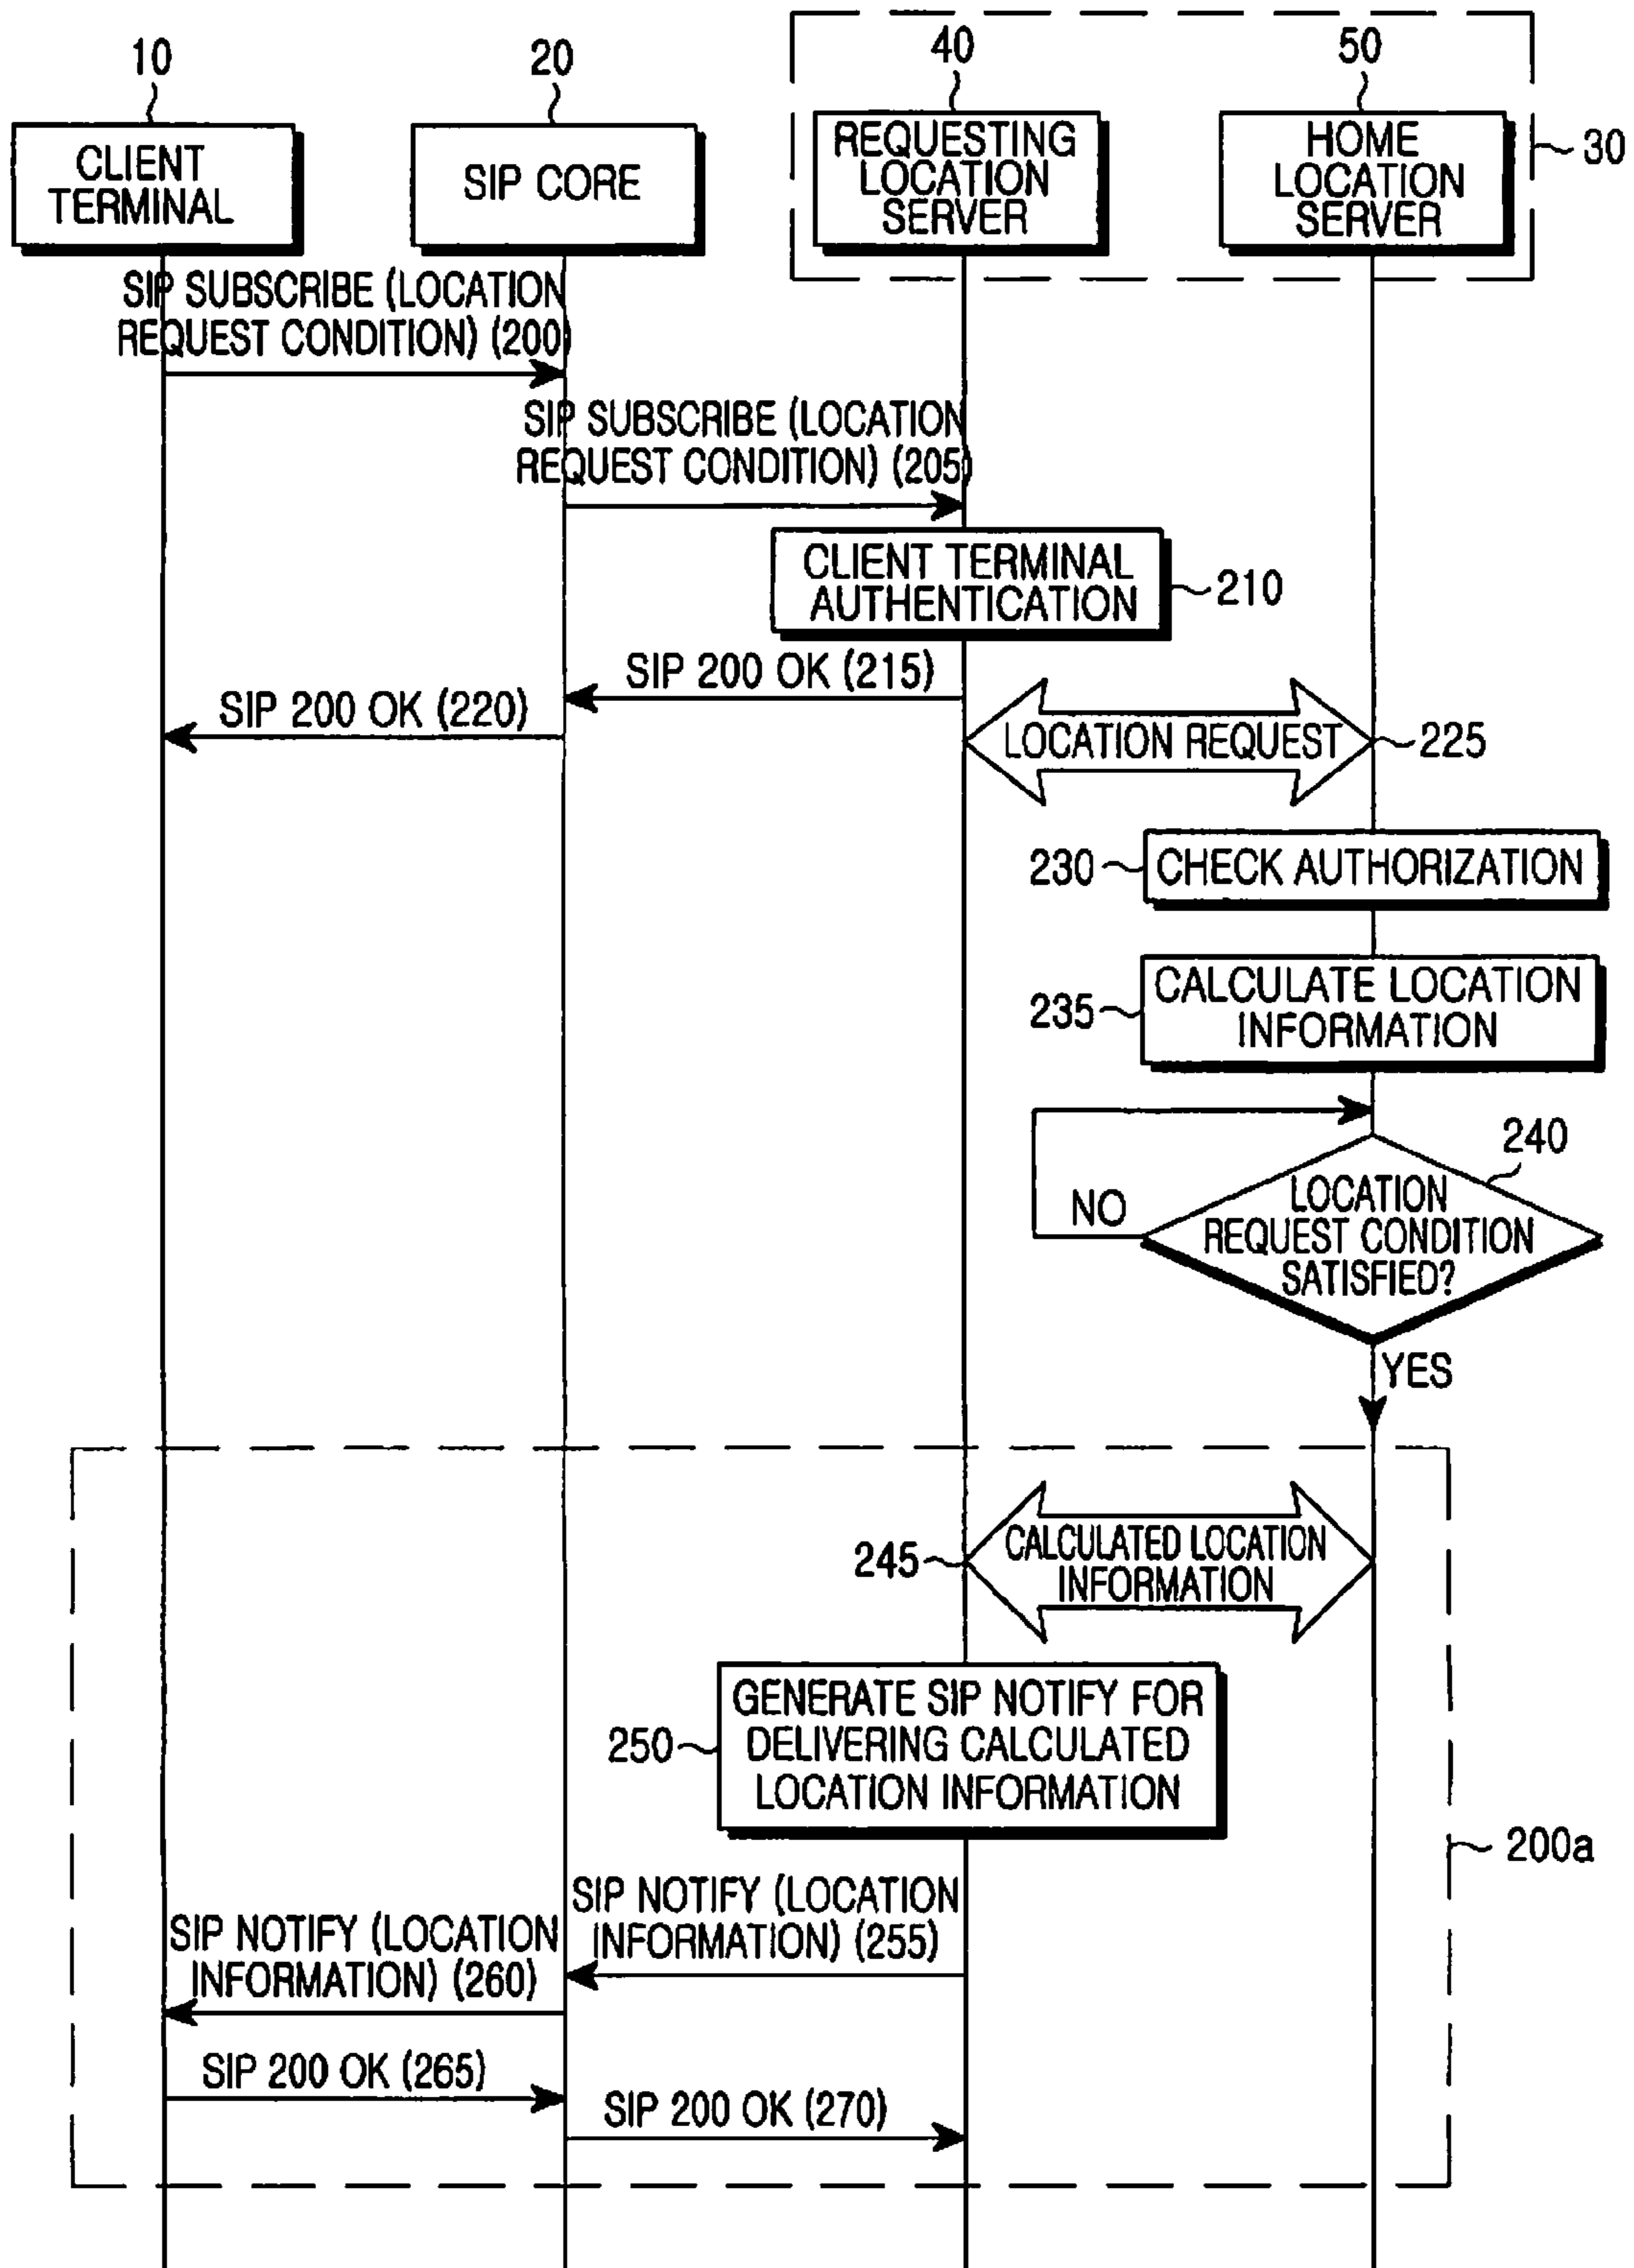 10
20
40
50
30
CLIENT
TERMINAL
SIP CORE
REQUESTING
LOCATION
SERVER
HOME
LOCATION
SERVER
SIP SUBSCRIBE (LOCATION
REQUEST CONDITION) (200)
SIP SUBSCRIBE (LOCATION
REQUEST CONDITION) (205)
CLIENT TERMINAL
AUTHENTICATION
210
SIP 200 OK (215)
SIP 200 OK (220)
LOCATION REQUEST
225
230
CHECK AUTHORIZATION
235
CALCULATE LOCATION
INFORMATION
240
NO
LOCATION
REQUEST CONDITION
SATISFIED?
YES
245
CALCULATED LOCATION
INFORMATION
250
GENERATE SIP NOTIFY FOR
DELIVERING CALCULATED
LOCATION INFORMATION
200a
SIP NOTIFY (LOCATION
INFORMATION) (255)
SIP NOTIFY (LOCATION
INFORMATION) (260)
SIP 200 OK (265)
SIP 200 OK (270)